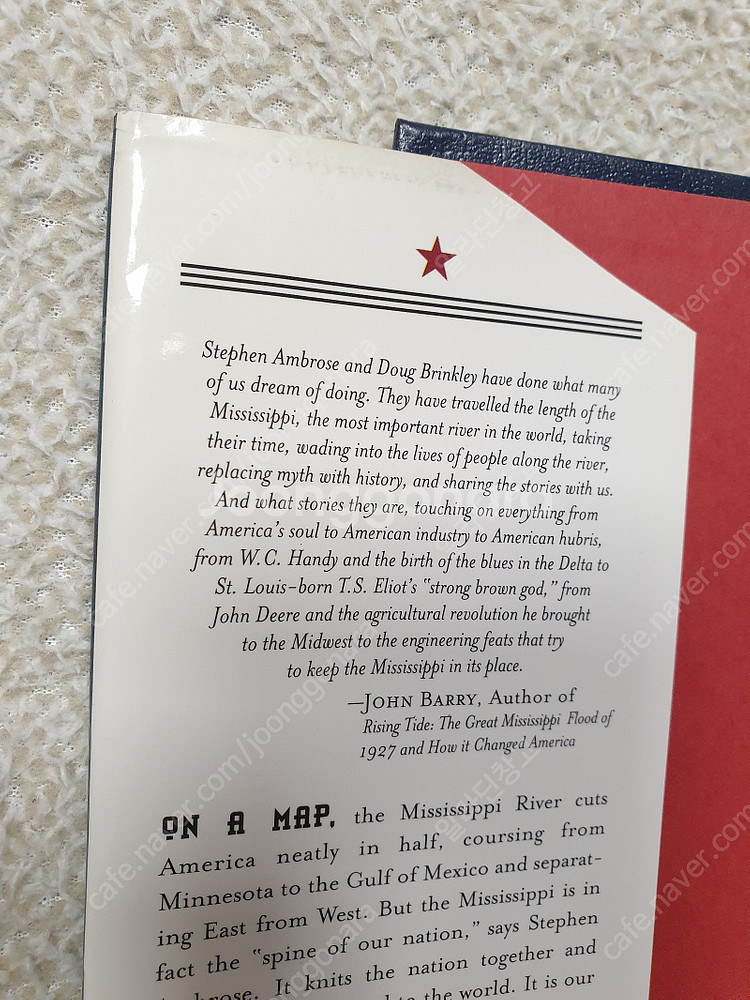 Stephen Ambrose and Doug Brinkley have done what many
of us dream of doing. They have travelled the length of the
Mississippi, the most important river in the world, taking
their time, wading into the lives of people along the river,
replacing myth with history, and sharing the stories with us.
And what stories they are, touching on everything from
America's soul to American industry to American hubris,
from W.C. Handy and the birth of the blues in the Delta to
St. Louis-born T.S. Eliot's "strong brown god," from
John Deere and the agricultural revolution he brought
to the Midwest to the engineering feats that try
to keep the Mississippi in its place.
—JOHN BARRY, Author of
Rising Tide: The Great Mississippi Flood of
1927 and How it Changed America
ON A MAP, the Mississippi River cuts
America neatly in half, coursing from
Minnesota to the Gulf of Mexico and separat-
ing East from West. But the Mississippi is in
fact the "spine of our nation," says Stephen
It knits the nation together and
to the world. It is our
cafe.naver.com/joonggonara